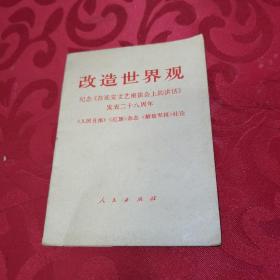 改造世界观
纪念《在延安文艺座谈会上的讲话》
发表二十八周年
《人民日报》《红旗》杂志《解放军报》社论
人民出版社